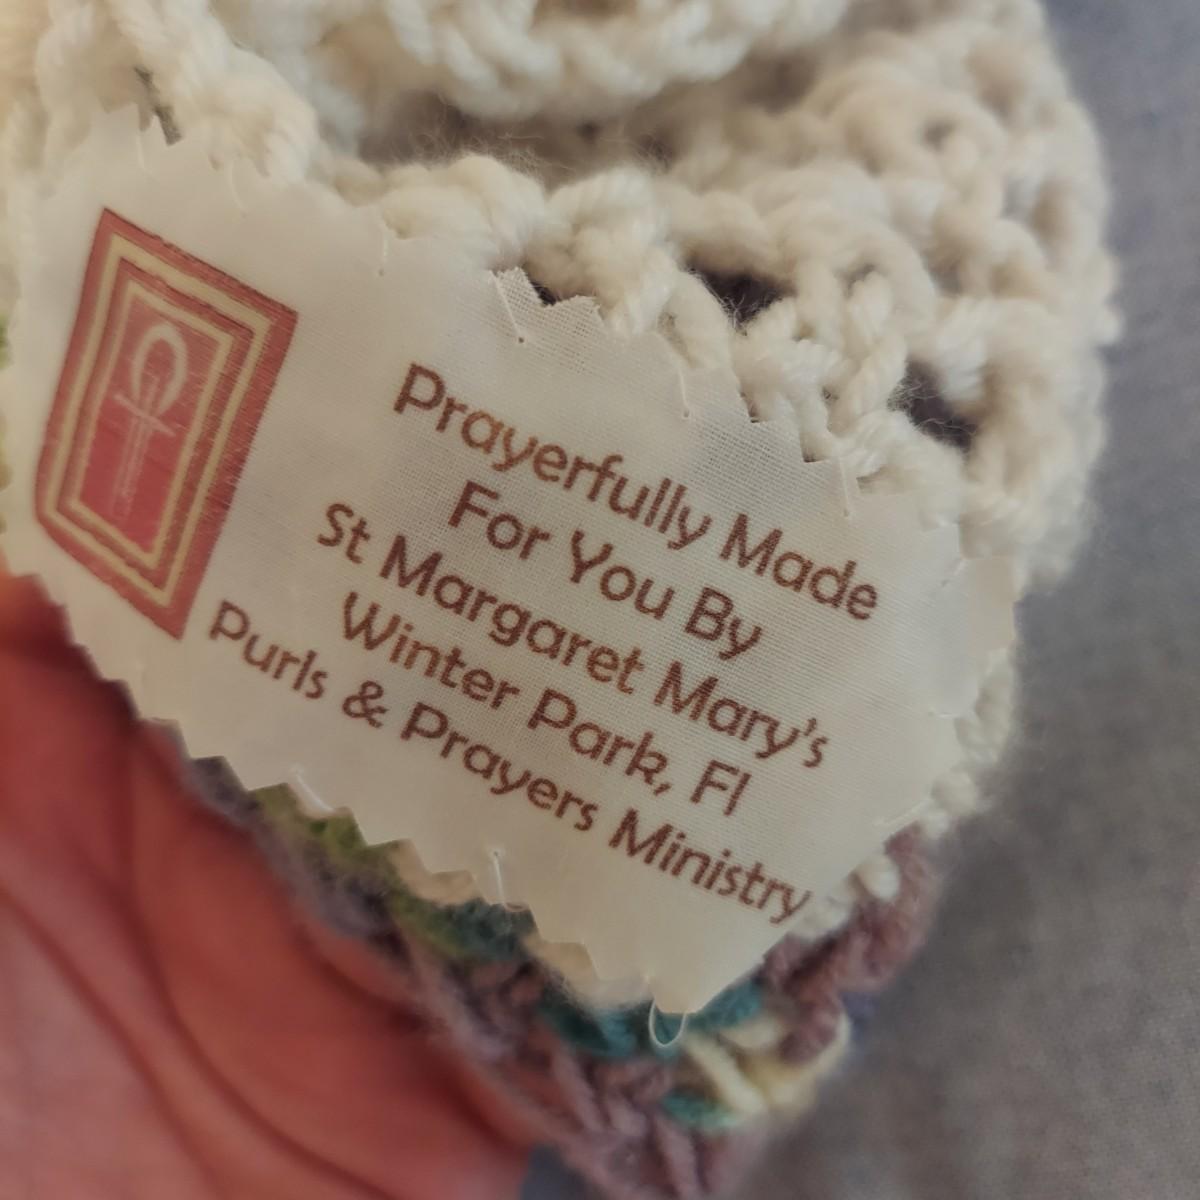 Prayerfully Made
For You By
St Margaret Mary's
Winter Park, Fl
Purls & Prayers Ministry